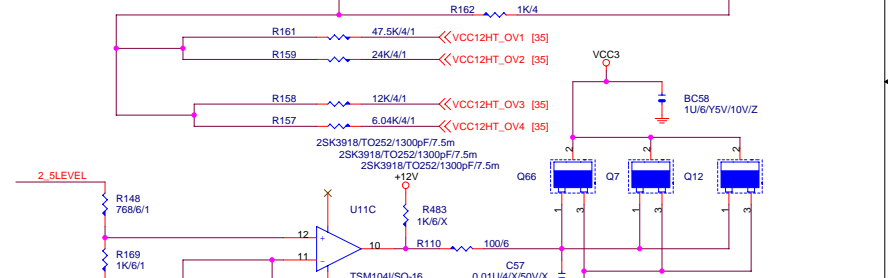 R162 1K/4
R161 47.5K/4/1 VCC12HT_OV1 [35]
R159 24K/4/1 VCC12HT_OV2 [35]
VCC3
R158 12K/4/1 VCC12HT_OV3 [35]
BC58
1U/6/Y5V/10V/Z
R157 6.04K/4/1 VCC12HT_OV4 [35]
2SK3918/TO252/1300pF/7.5m
2SK3918/TO252/1300pF/7.5m
2SK3918/TO252/1300pF/7.5m
2 2 2
+12V
Q66 Q7 Q12
2_5LEVEL
R148
768/6/1
U11C
R483
1K/6/X
1 3 1 3 1 3
12 +
10 R110 100/6
11 -
R169
1K/6/1
C57
TSM104I/SO-16
0.01U/4/X/50V/X